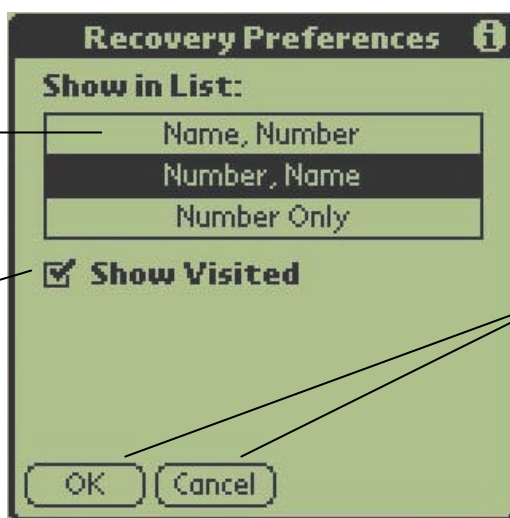 Recovery Preferences i
Show in List:
Name, Number
Number, Name
Number Only
Show Visited
OK Cancel